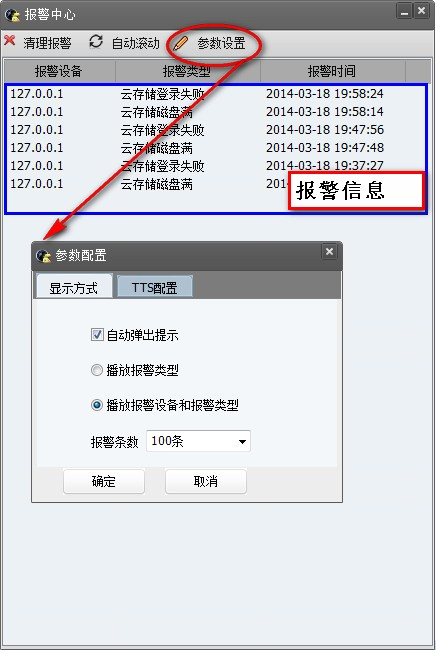 报警中心
清理报警 自动滚动 参数设置
报警设备 报警类型 报警时间
127.0.0.1 云存储登录失败 2014-03-18 19:58:24
127.0.0.1 云存储磁盘满 2014-03-18 19:58:14
127.0.0.1 云存储登录失败 2014-03-18 19:47:56
127.0.0.1 云存储磁盘满 2014-03-18 19:47:48
127.0.0.1 云存储登录失败 2014-03-18 19:37:27
127.0.0.1 云存储磁盘满
报警信息
参数配置
显示方式 TTS配置
自动弹出提示
播放报警类型
播放报警设备和报警类型
报警条数 100条
确定 取消